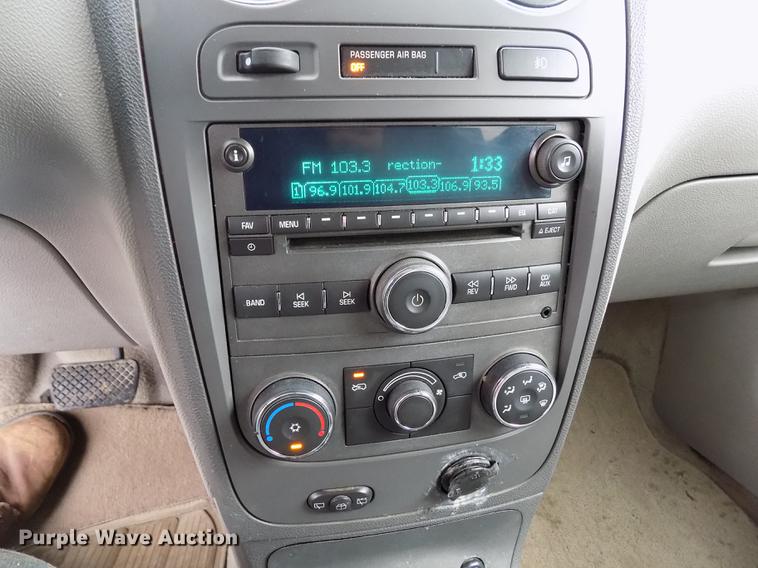 PASSENGER AIR BAG
OFF
FM 103.3 rection- 1:33
1 96.9 101.9 104.7 103.3 106.9 93.5
FAV MENU EQ CAT
EJECT
BAND SEEK SEEK REV FWD CD/AUX
Purple Wave Auction